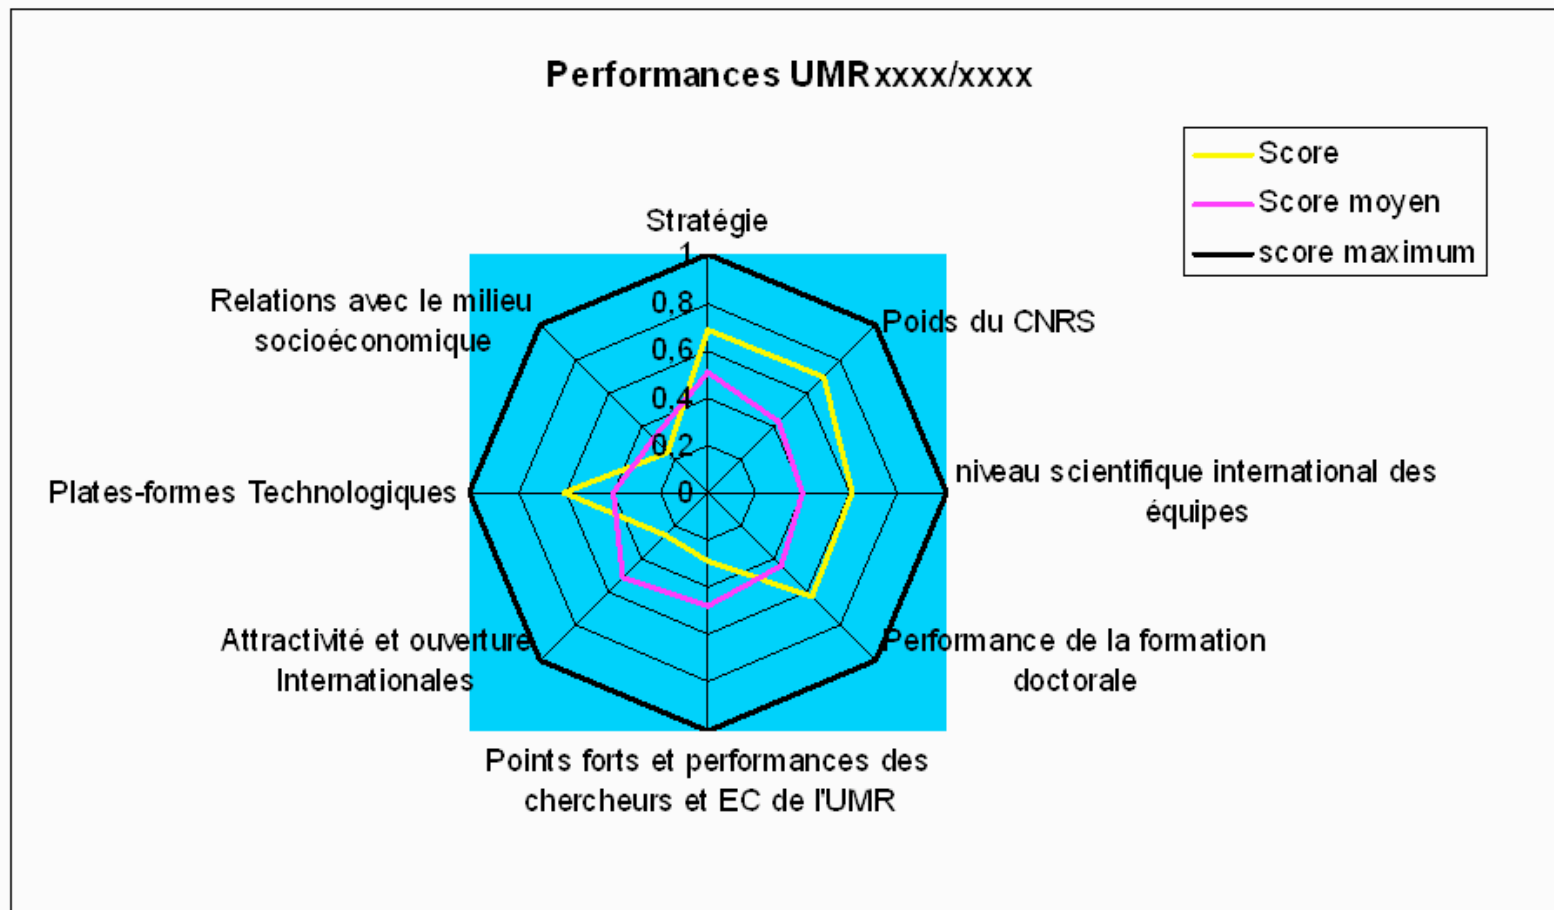 Performances UMR xxxx/xxxx
Score
Score moyen
score maximum
Stratégie
1
0,8
0,6
0,4
0,2
0
Poids du CNRS
niveau scientifique international des
équipes
Performance de la formation
doctorale
Points forts et performances des
chercheurs et EC de l'UMR
Attractivité et ouverture
Internationales
Plates-formes Technologiques
Relations avec le milieu
socioéconomique